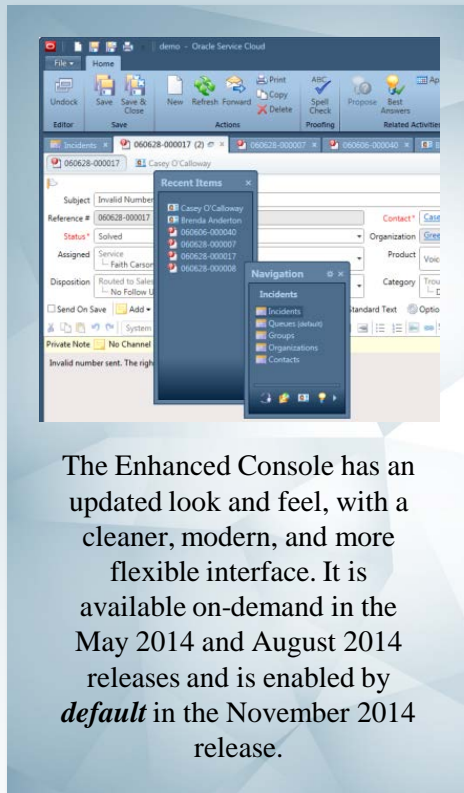 demo - Oracle Service Cloud
File Home
Undock Save Save & Close New Refresh Forward Print Copy Delete Spell Check Propose Best Answers
Editor Save Actions Proofing Related Activities
Incidents 060628-000017 (2) 060628-000007 060606-000040
060628-000017 Casey O'Calloway
Recent Items
Casey O'Calloway
Brenda Anderton
060606-000040
060628-000007
060628-000017
060628-000008
Subject Invalid Number
Reference # 060628-000017 Contact*
Status* Solved Organization
Assigned Service Product
Faith Carson
Disposition Routed to Sales Category
No Follow
Send On Save Add Standard Text
System
Private Note No Channel
Invalid number sent. The righ
Navigation
Incidents
Incidents
Queues (default)
Groups
Organizations
Contacts
The Enhanced Console has an
updated look and feel, with a
cleaner, modern, and more
flexible interface. It is
available on-demand in the
May 2014 and August 2014
releases and is enabled by
default in the November 2014
release.